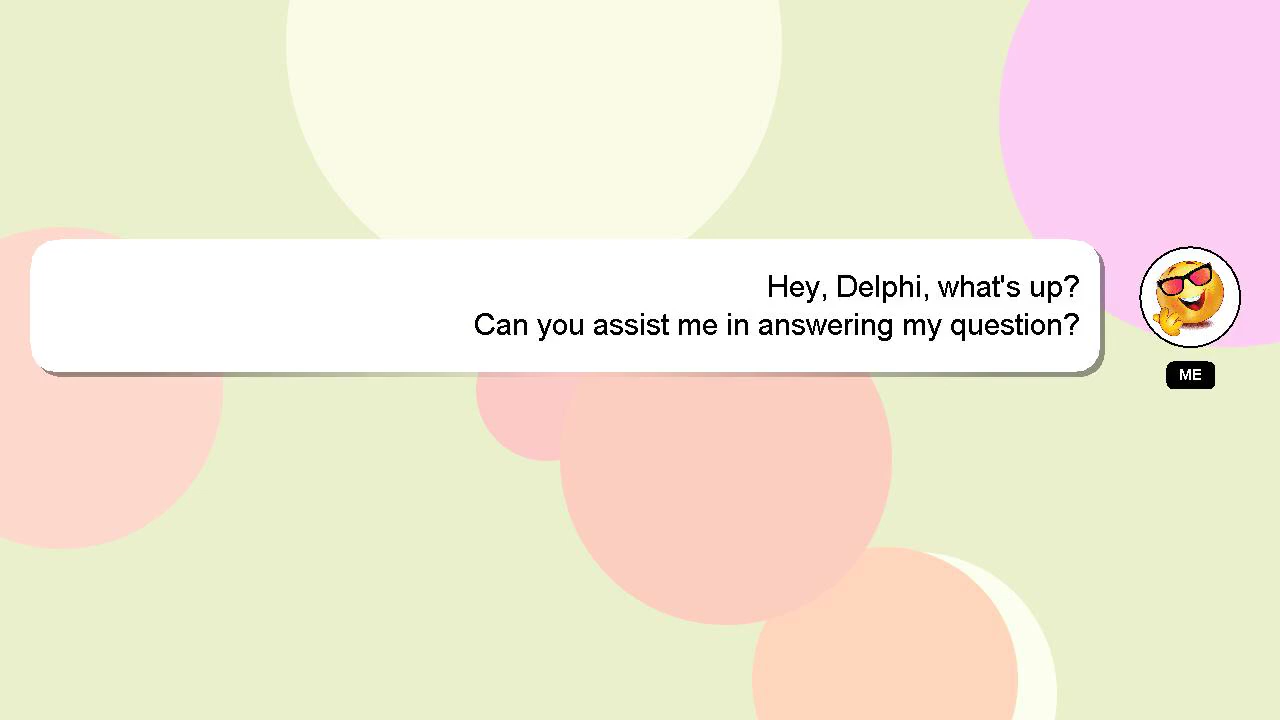 Hey, Delphi, what's up?
Can you assist me in answering my question?
ME